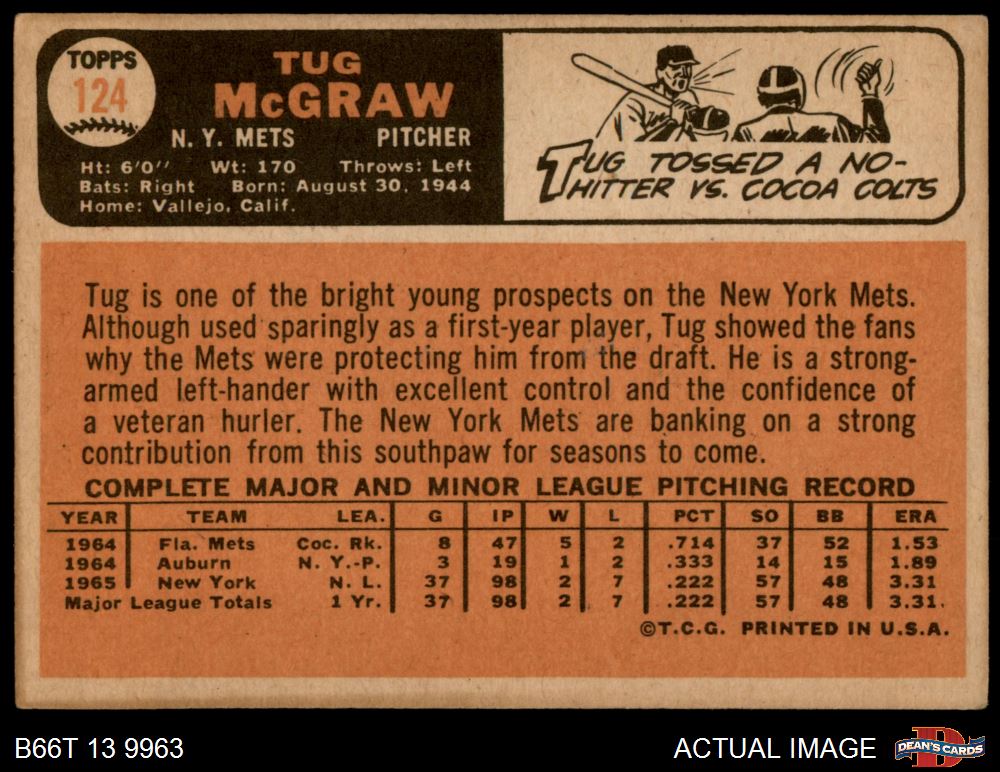 TOPPS
124
TUG
McGRAW
N. Y. METS PITCHER
Ht: 6'0'' Wt: 170 Throws: Left
Bats: Right Born: August 30, 1944
Home: Vallejo, Calif.
TUG TOSSED A NO-
HITTER VS. COCOA COLTS
Tug is one of the bright young prospects on the New York Mets.
Although used sparingly as a first-year player, Tug showed the fans
why the Mets were protecting him from the draft. He is a strong-
armed left-hander with excellent control and the confidence of
a veteran hurler. The New York Mets are banking on a strong
contribution from this southpaw for seasons to come.
COMPLETE MAJOR AND MINOR LEAGUE PITCHING RECORD
YEAR TEAM LEA. G IP W L PCT SO BB ERA
1964 Fla. Mets Coc. Rk. 8 47 5 2 .714 37 52 1.53
1964 Auburn N. Y.-P. 3 19 1 2 .333 14 15 1.89
1965 New York N. L. 37 98 2 7 .222 57 48 3.31
Major League Totals 1 Yr. 37 98 2 7 .222 57 48 3.31.
©T.C.G. PRINTED IN U.S.A.
B66T 13 9963
ACTUAL IMAGE
DEAN'S CARDS